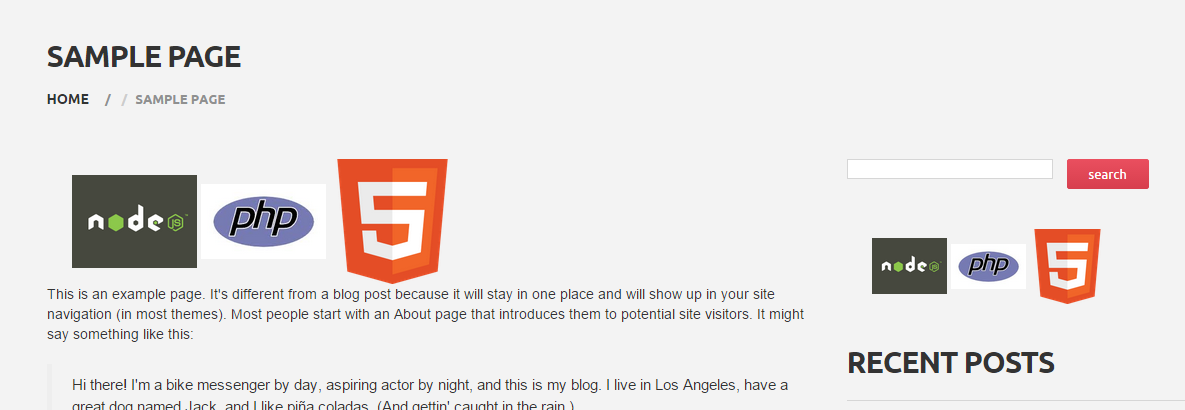 SAMPLE PAGE
HOME / / SAMPLE PAGE
node JS
php
5
This is an example page. It's different from a blog post because it will stay in one place and will show up in your site
navigation (in most themes). Most people start with an About page that introduces them to potential site visitors. It might
say something like this:
Hi there! I'm a bike messenger by day, aspiring actor by night, and this is my blog. I live in Los Angeles, have a
great dog named Jack, and I like piña coladas. (And gettin' caught in the rain.)
search
node JS
php
5
RECENT POSTS